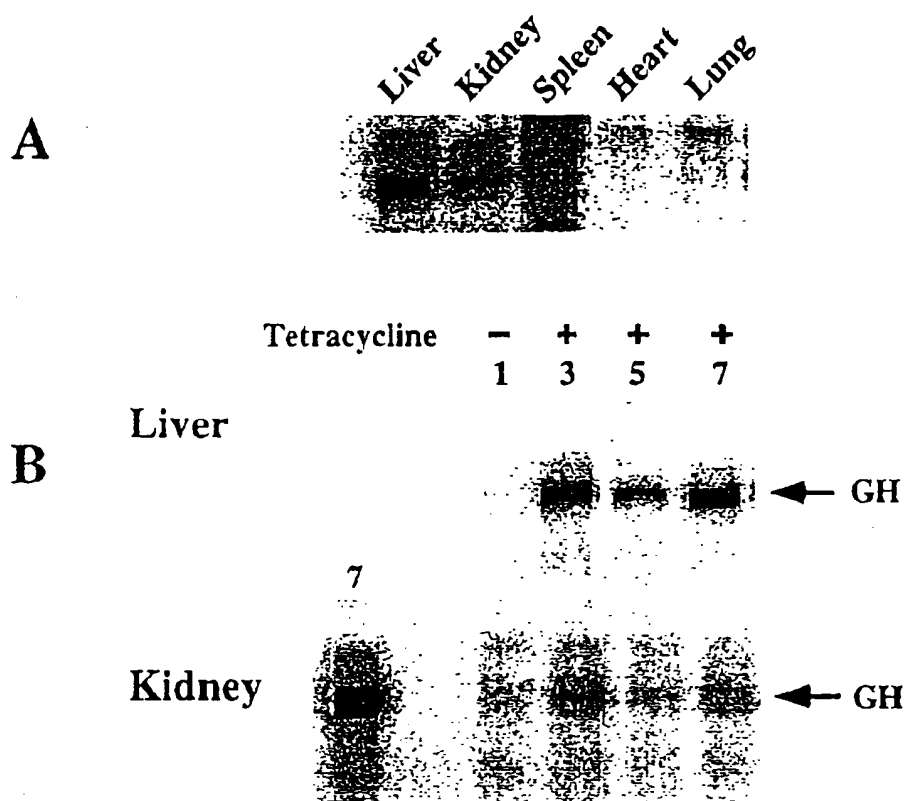 Liver Kidney Spleen Heart Lung
A
Tetracycline - + + +
1 3 5 7
Liver
B
GH
7
Kidney
GH